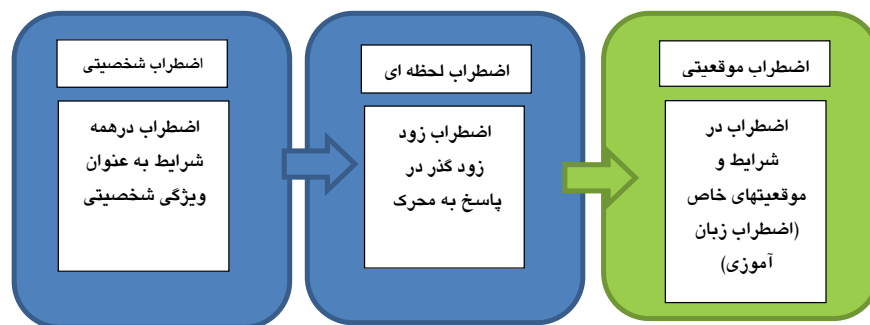 اضطراب شخصیتی
اضطراب درهمه
شرایط به عنوان
ویژگی شخصیتی
اضطراب لحظه ای
اضطراب زود
زود گذر در
پاسخ به محرک
اضطراب موقعیتی
اضطراب در
شرایط و
موقعیتهای خاص
(اضطراب زبان
آموزی)